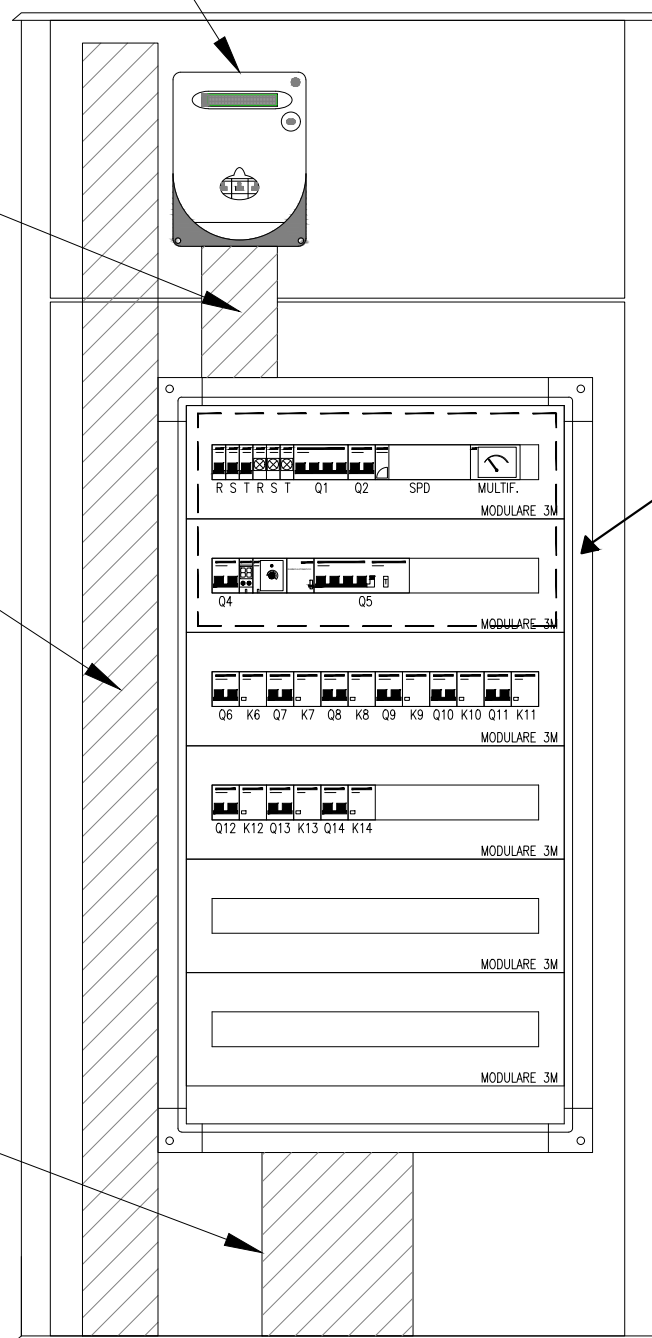 R S T R S T Q1 Q2 SPD MULTIF.
MODULARE 3M
Q4 Q5
MODULARE 3M
Q6 K6 Q7 K7 Q8 K8 Q9 K9 Q10 K10 Q11 K11
MODULARE 3M
Q12 K12 Q13 K13 Q14 K14
MODULARE 3M
MODULARE 3M
MODULARE 3M